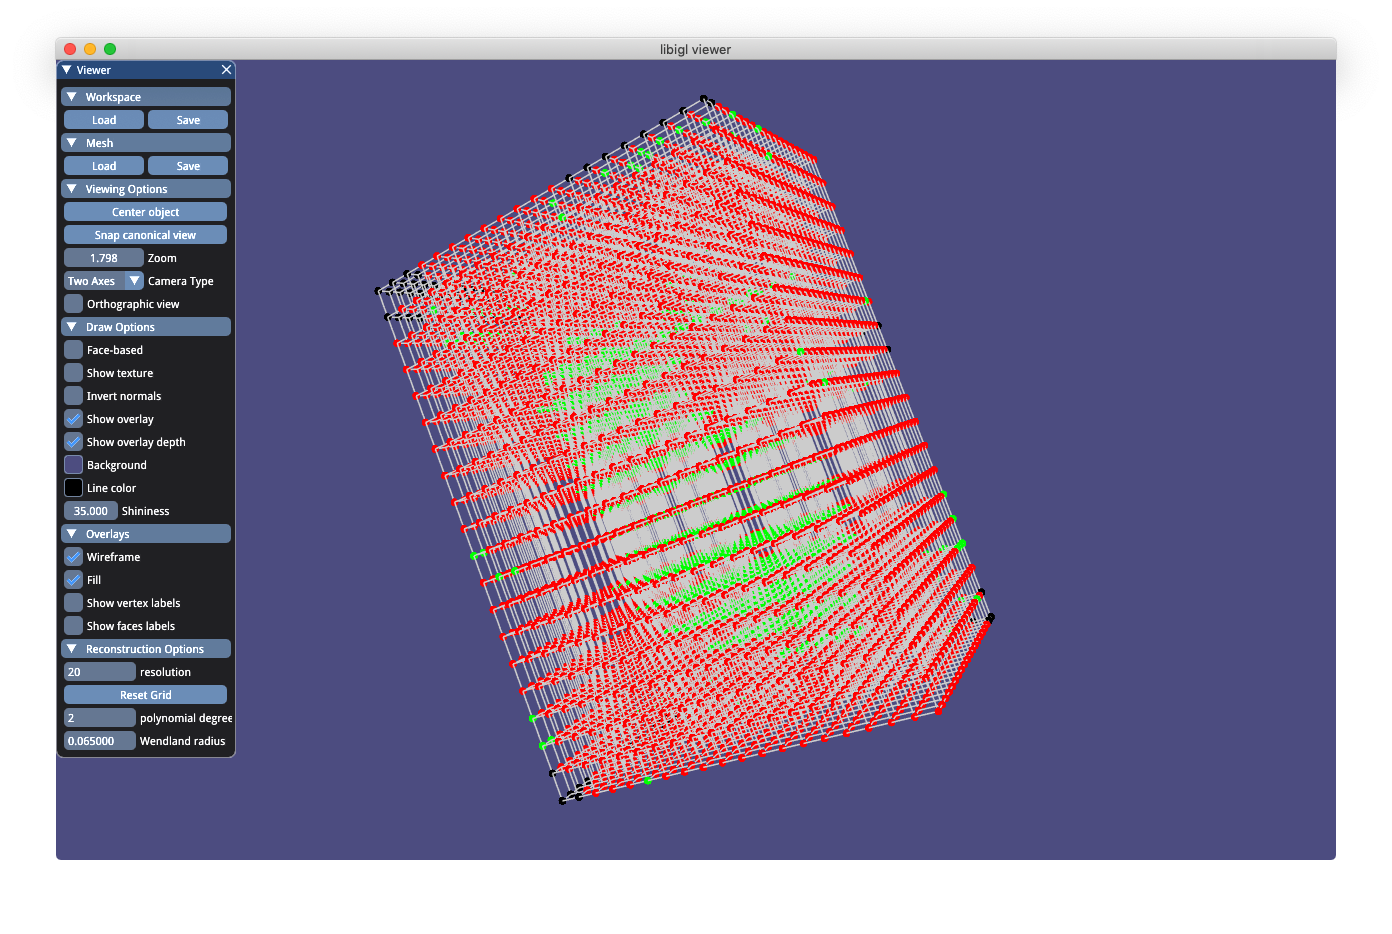 libigl viewer
Viewer
Workspace
Load Save
Mesh
Load Save
Viewing Options
Center object
Snap canonical view
1.798 Zoom
Two Axes Camera Type
Orthographic view
Draw Options
Face-based
Show texture
Invert normals
Show overlay
Show overlay depth
Background
Line color
35.000 Shininess
Overlays
Wireframe
Fill
Show vertex labels
Show faces labels
Reconstruction Options
20 resolution
Reset Grid
2 polynomial degree
0.065000 Wendland radius